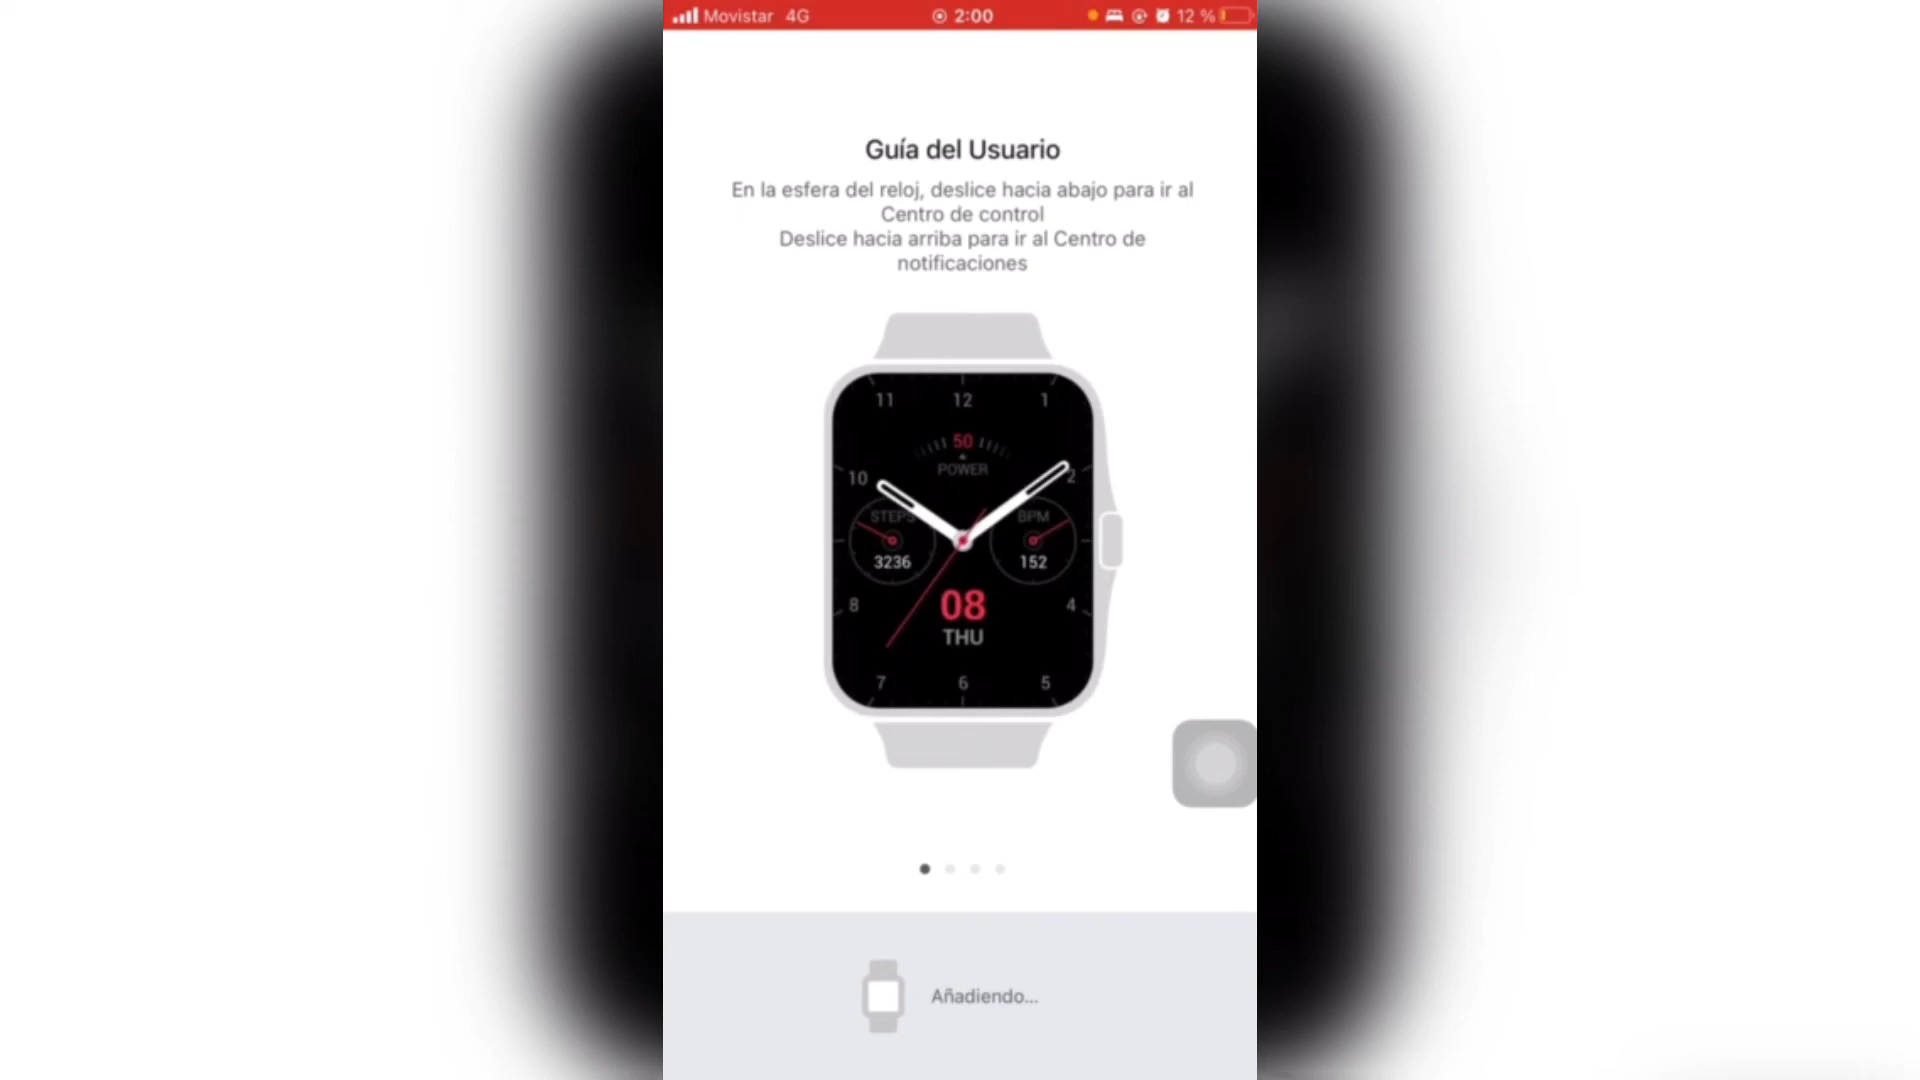 Movistar 4G 2:00 12 %
Guía del Usuario
En la esfera del reloj, deslice hacia abajo para ir al
Centro de control
Deslice hacia arriba para ir al Centro de
notificaciones
11 12 1
50
POWER
10 2
STEPS BPM
3236 152
08
8 4
THU
7 6 5
Añadiendo...